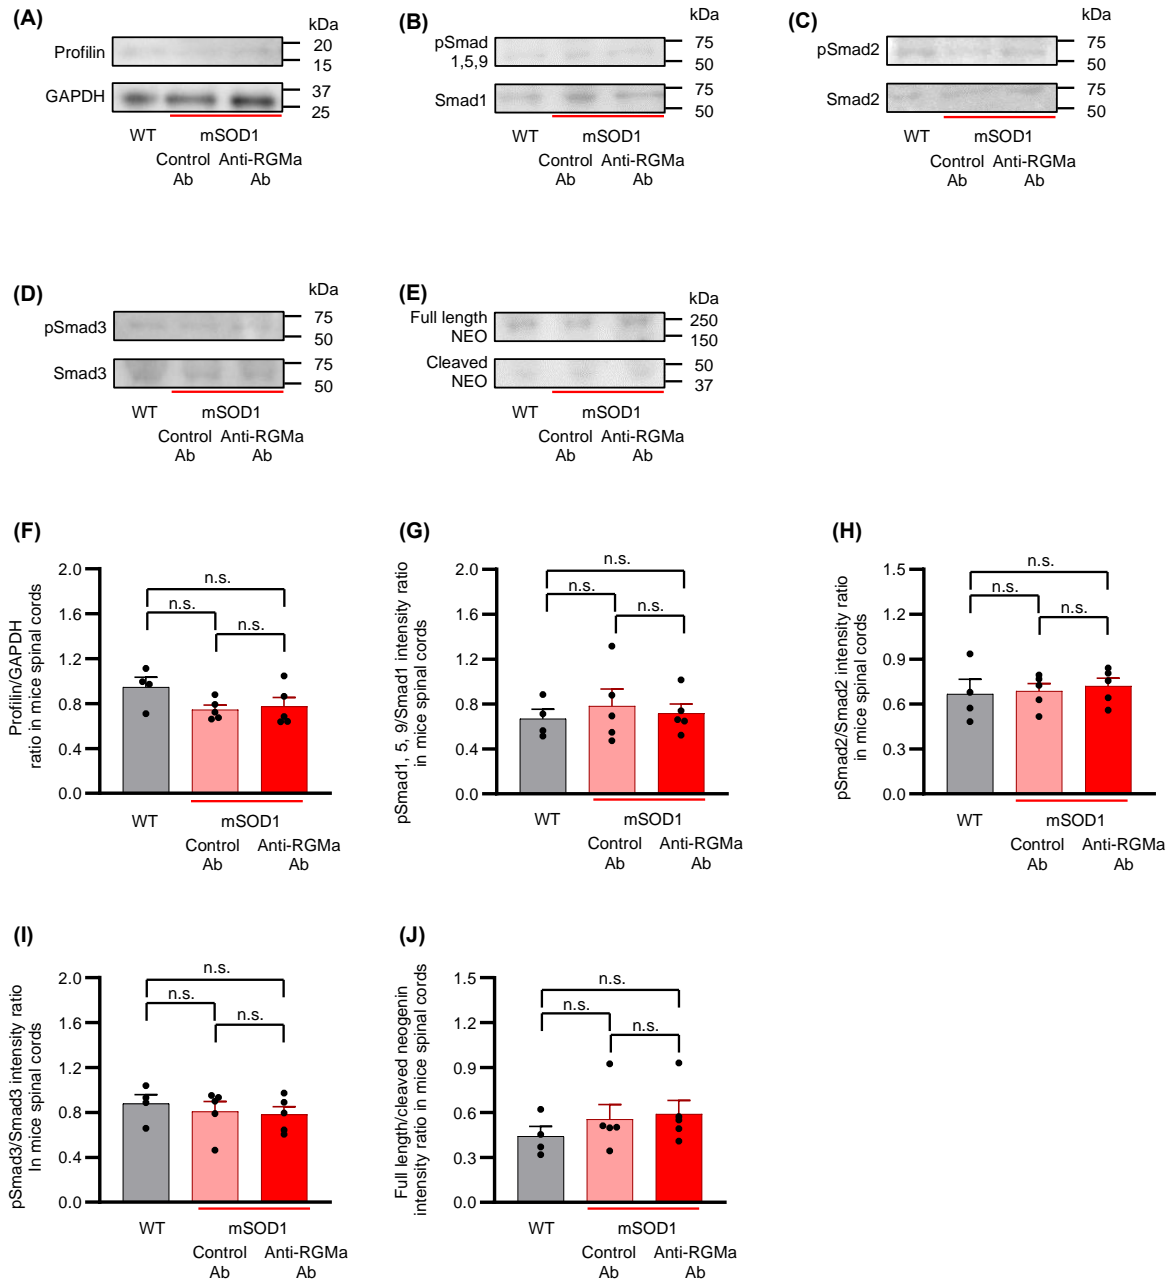 (A)
kDa
Profilin
20
15
GAPDH
37
25
WT
mSOD1
Control Anti-RGMa
Ab Ab
(B)
kDa
pSmad
1,5,9
75
50
Smad1
75
50
WT
mSOD1
Control Anti-RGMa
Ab Ab
(C)
kDa
pSmad2
75
50
Smad2
75
50
WT
mSOD1
Control Anti-RGMa
Ab Ab
(D)
kDa
pSmad3
75
50
Smad3
75
50
WT
mSOD1
Control Anti-RGMa
Ab Ab
(E)
kDa
Full length
NEO
250
150
Cleaved
NEO
50
37
WT
mSOD1
Control Anti-RGMa
Ab Ab
(F)
Profilin/GAPDH
ratio in mice spinal cords
2.0
1.6
1.2
0.8
0.4
0.0
n.s.
n.s.
n.s.
WT
mSOD1
Control Anti-RGMa
Ab Ab
(G)
pSmad1, 5, 9/Smad1 intensity ratio
in mice spinal cords
2.0
1.6
1.2
0.8
0.4
0.0
n.s.
n.s.
n.s.
WT
mSOD1
Control Anti-RGMa
Ab Ab
(H)
pSmad2/Smad2 intensity ratio
in mice spinal cords
1.5
1.2
0.9
0.6
0.3
0.0
n.s.
n.s.
n.s.
WT
mSOD1
Control Anti-RGMa
Ab Ab
(I)
pSmad3/Smad3 intensity ratio
In mice spinal cords
2.0
1.6
1.2
0.8
0.4
0.0
n.s.
n.s.
n.s.
WT
mSOD1
Control Anti-RGMa
Ab Ab
(J)
Full length/cleaved neogenin
intensity ratio in mice spinal cords
1.5
1.2
0.9
0.6
0.3
0.0
n.s.
n.s.
n.s.
WT
mSOD1
Control Anti-RGMa
Ab Ab